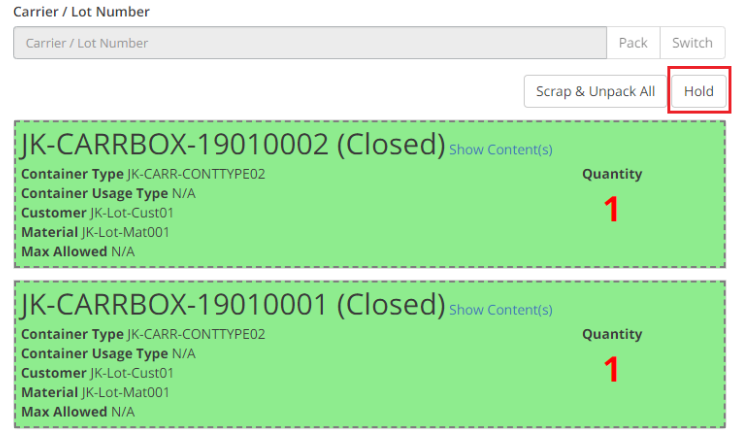 Carrier / Lot Number
Carrier / Lot Number Pack Switch
Scrap & Unpack All Hold
JK-CARRBOX-19010002 (Closed) Show Content(s)
Container Type JK-CARR-CONTTYPE02 Quantity
Container Usage Type N/A
Customer JK-Lot-Cust01 1
Material JK-Lot-Mat001
Max Allowed N/A
JK-CARRBOX-19010001 (Closed) Show Content(s)
Container Type JK-CARR-CONTTYPE02 Quantity
Container Usage Type N/A
Customer JK-Lot-Cust01 1
Material JK-Lot-Mat001
Max Allowed N/A